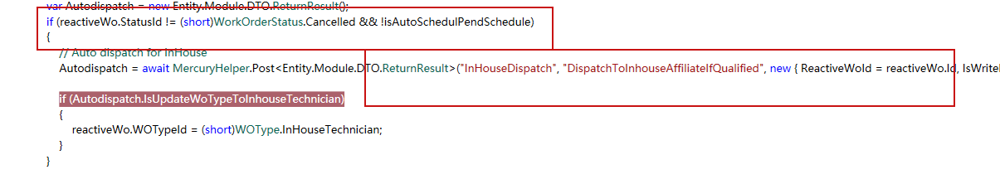 var Autodispatch = new Entity.Module.DTO.ReturnResult();
if (reactiveWo.StatusId != (short)WorkOrderStatus.Cancelled && !isAutoSchedulPendSchedule)
{
// Auto dispatch for InHouse
Autodispatch = await MercuryHelper.Post<Entity.Module.DTO.ReturnResult>("InHouseDispatch", "DispatchToInhouseAffiliateIfQualified", new { ReactiveWoId = reactiveWo.Id, IsWrite
if (Autodispatch.IsUpdateWoTypeToInhouseTechnician)
{
reactiveWo.WOTypeId = (short)WOType.InHouseTechnician;
}
}